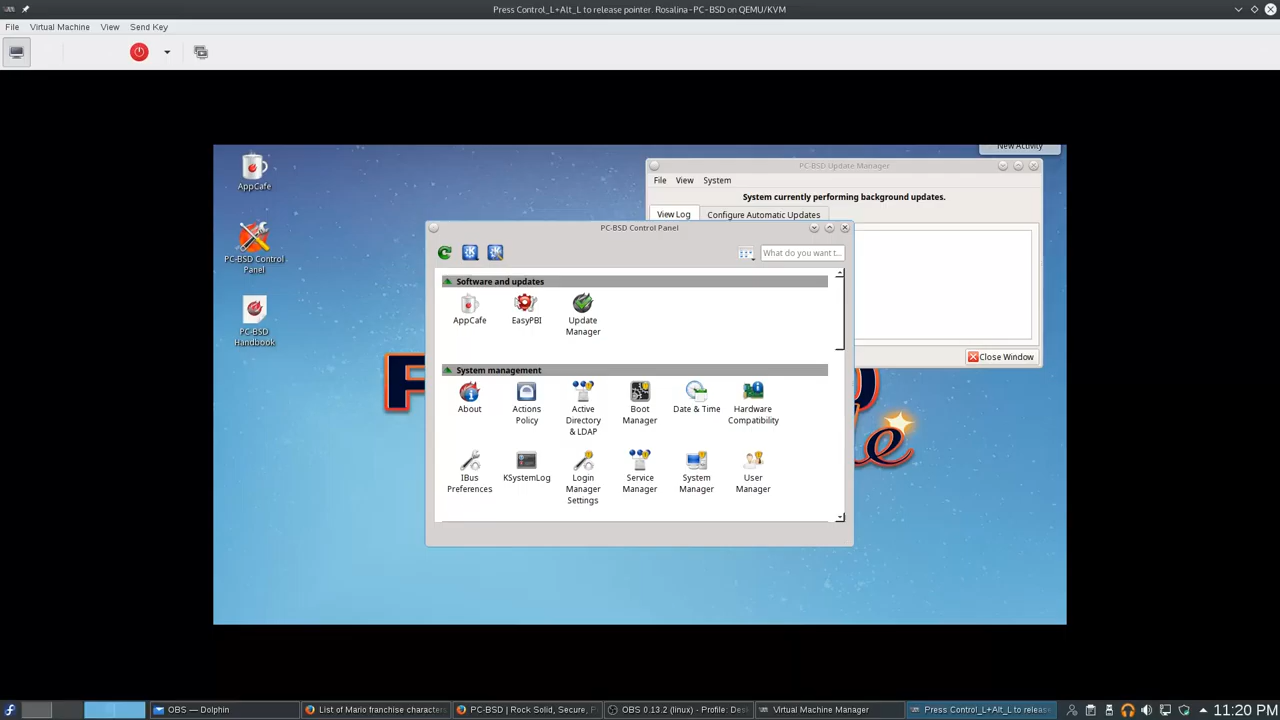 Press Control_L+Alt_L to release pointer. Rosalina-PC-BSD on QEMU/KVM
File Virtual Machine View Send Key
New Activity
AppCafe
PC-BSD Control Panel
PC-BSD Handbook
PC-BSD Update Manager
File View System
System currently performing background updates.
View Log Configure Automatic Updates
Close Window
PC-BSD Control Panel
What do you want t...
Software and updates
AppCafe
EasyPBI
Update
Manager
System management
About
Actions
Policy
Active
Directory
& LDAP
Boot
Manager
Date & Time
Hardware
Compatibility
IBus
Preferences
KSystemLog
Login
Manager
Settings
Service
Manager
System
Manager
User
Manager
OBS — Dolphin
List of Mario franchise characters
PC-BSD | Rock Solid, Secure, F
OBS 0.13.2 (linux) - Profile: Des
Virtual Machine Manager
Press Control_L+Alt_L to release
11:20 PM